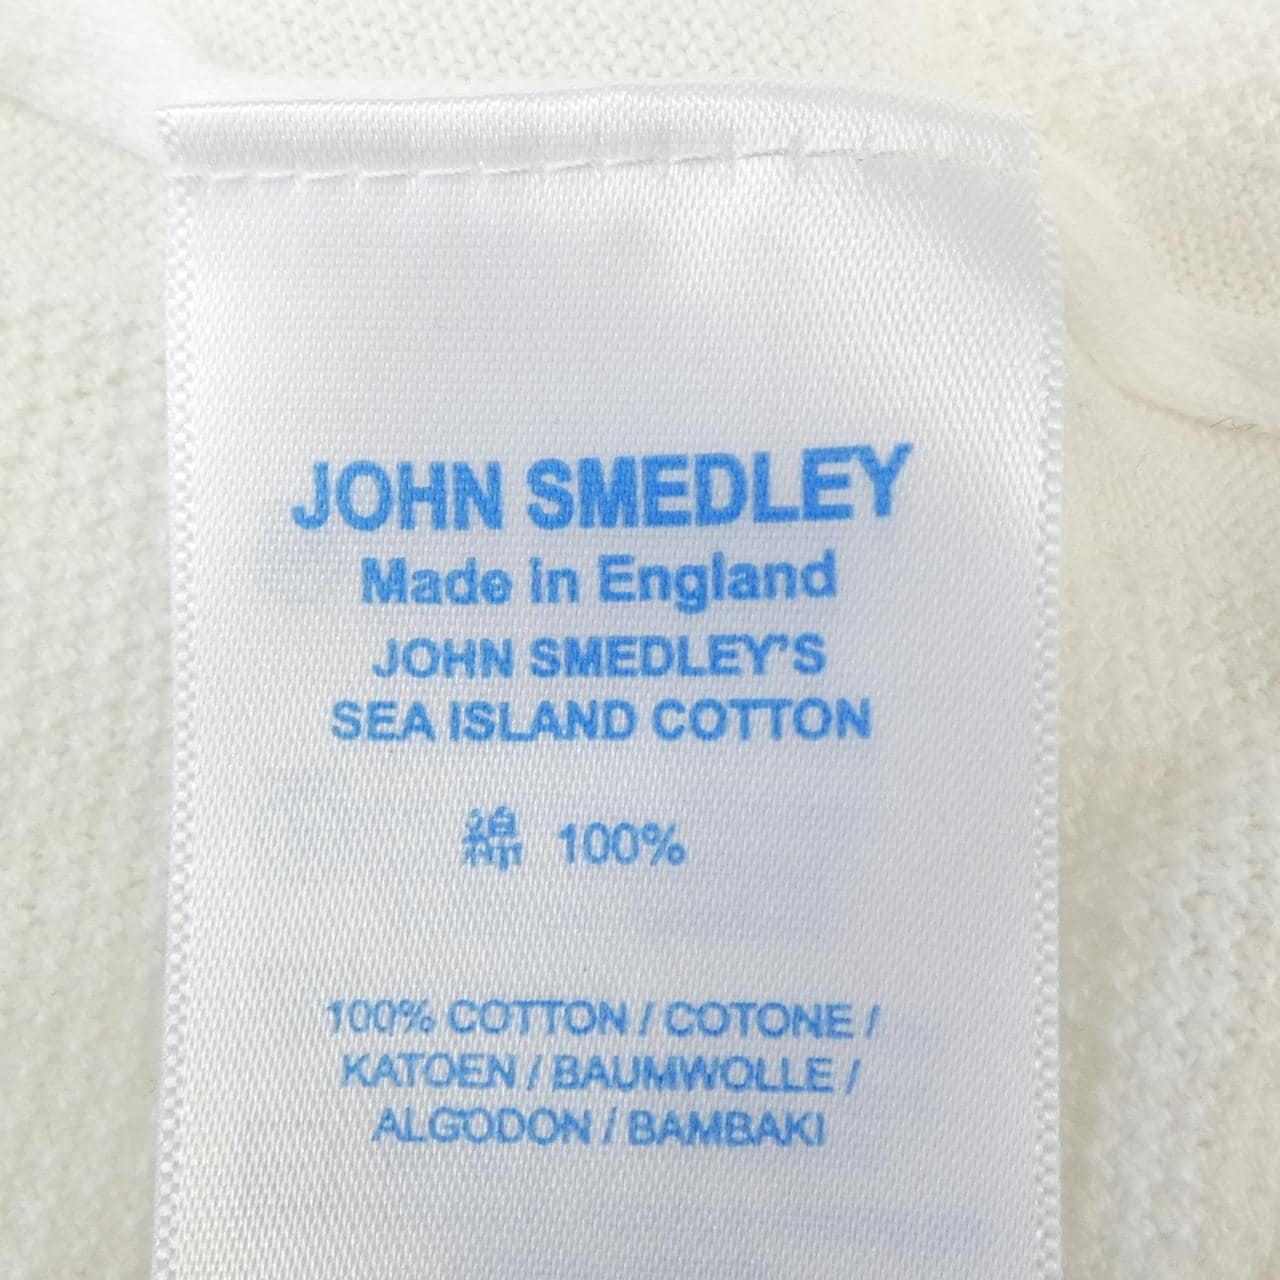 JOHN SMEDLEY
Made in England
JOHN SMEDLEY'S
SEA ISLAND COTTON
綿 100%
100% COTTON / COTONE /
KATOEN / BAUMWOLLE /
ALGODON / BAMBAKI